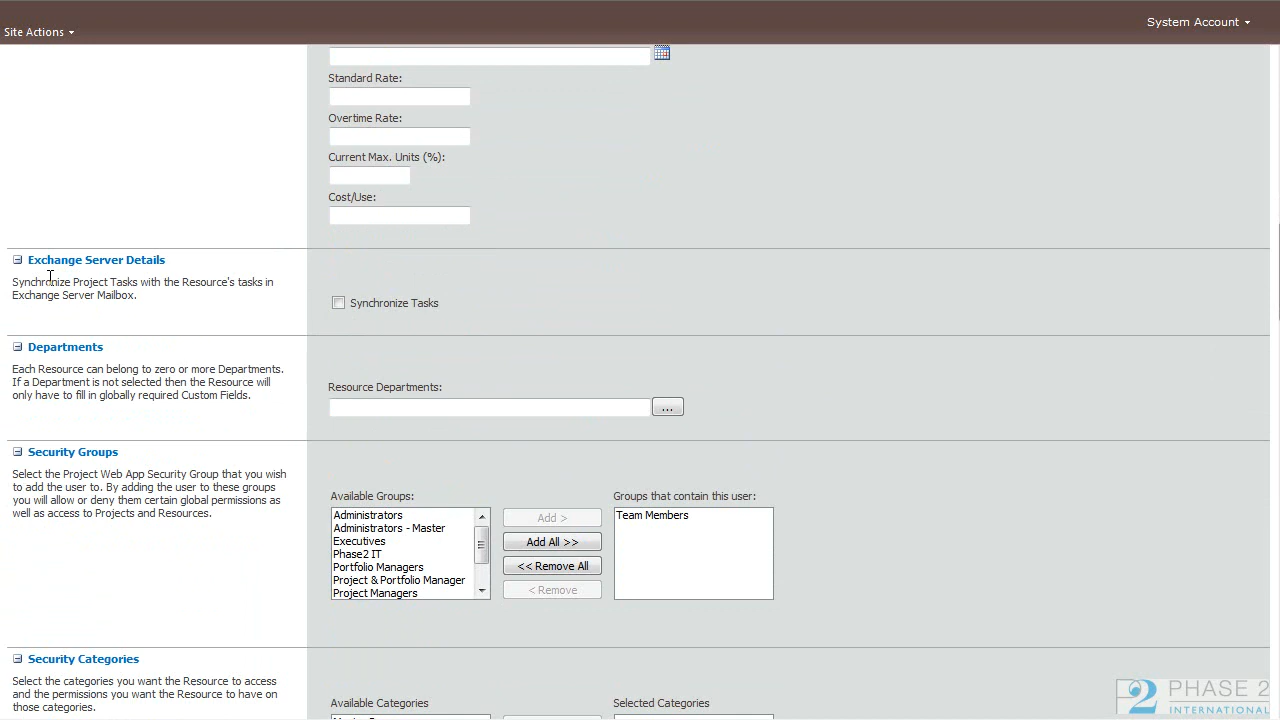 System Account
Site Actions
Standard Rate:
Overtime Rate:
Current Max. Units (%):
Cost/Use:
Exchange Server Details
Synchronize Project Tasks with the Resource's tasks in
Exchange Server Mailbox.
Synchronize Tasks
Departments
Each Resource can belong to zero or more Departments.
If a Department is not selected then the Resource will
only have to fill in globally required Custom Fields.
Resource Departments:
...
Security Groups
Select the Project Web App Security Group that you wish
to add the user to. By adding the user to these groups
you will allow or deny them certain global permissions as
well as access to Projects and Resources.
Available Groups:
Administrators
Administrators - Master
Executives
Phase2 IT
Portfolio Managers
Project & Portfolio Manager
Project Managers
Add >
Add All >>
<< Remove All
< Remove
Groups that contain this user:
Team Members
Security Categories
Select the categories you want the Resource to access
and the permissions you want the Resource to have on
those categories.
Available Categories
Selected Categories
P2 PHASE 2
INTERNATIONAL